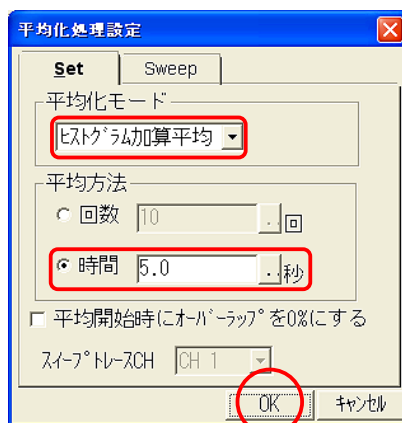 平均化処理設定
Set Sweep
平均化モード
ﾋｽﾄｸﾞﾗﾑ加算平均
平均方法
回数 10 ..回
時間 5.0 ..秒
平均開始時にｵｰﾊﾞｰﾗｯﾌﾟを0%にする
ｽｲｰﾌﾟﾄﾚｰｽCH CH 1
OK ｷｬﾝｾﾙ